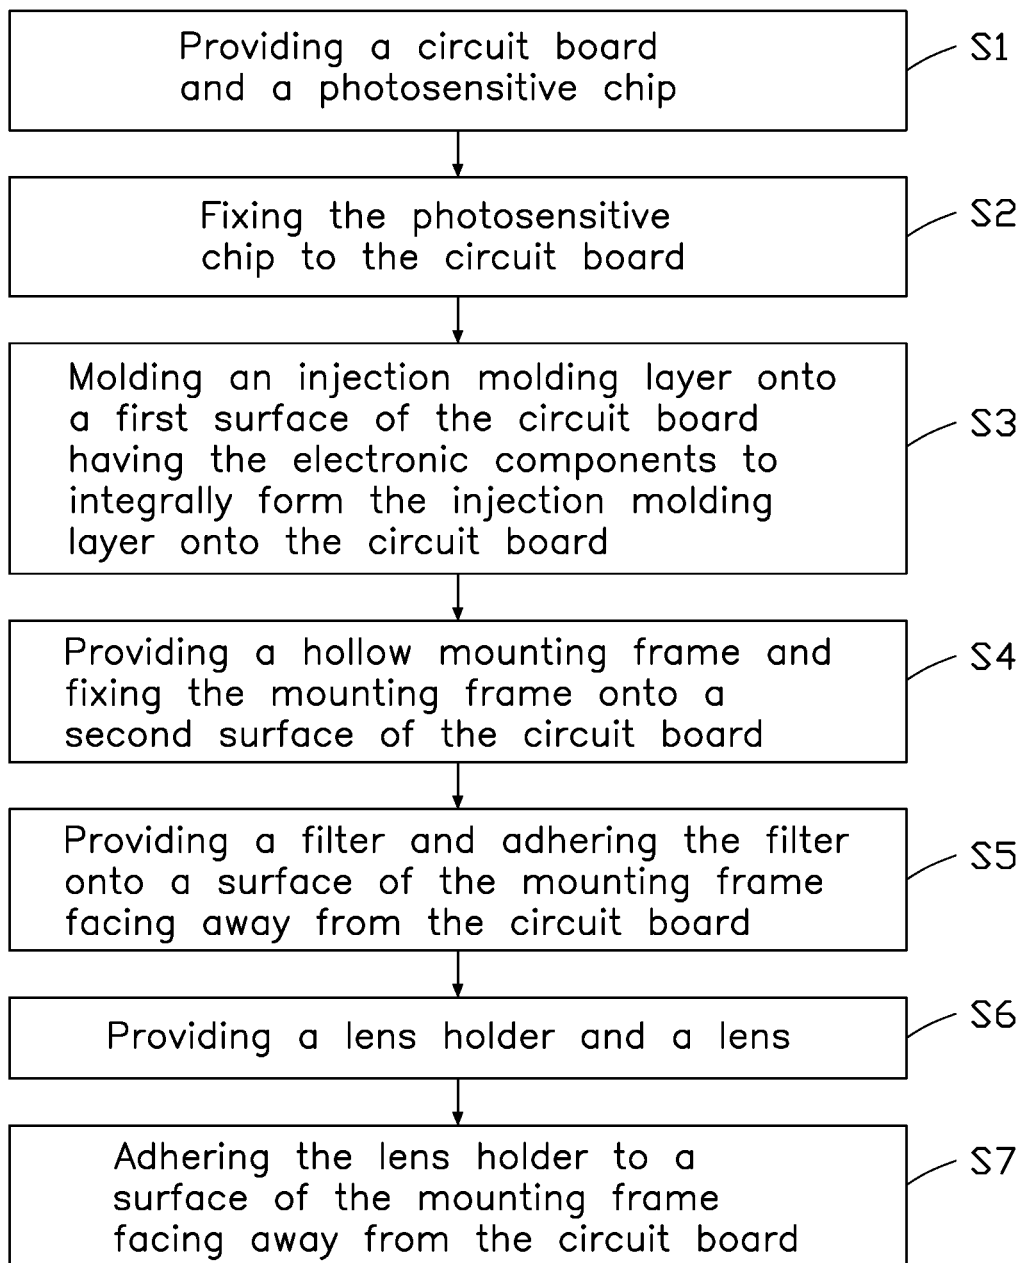 Providing a circuit board
and a photosensitive chip
S1
Fixing the photosensitive
chip to the circuit board
S2
Molding an injection molding layer onto
a first surface of the circuit board
having the electronic components to
integrally form the injection molding
layer onto the circuit board
S3
Providing a hollow mounting frame and
fixing the mounting frame onto a
second surface of the circuit board
S4
Providing a filter and adhering the filter
onto a surface of the mounting frame
facing away from the circuit board
S5
Providing a lens holder and a lens
S6
Adhering the lens holder to a
surface of the mounting frame
facing away from the circuit board
S7